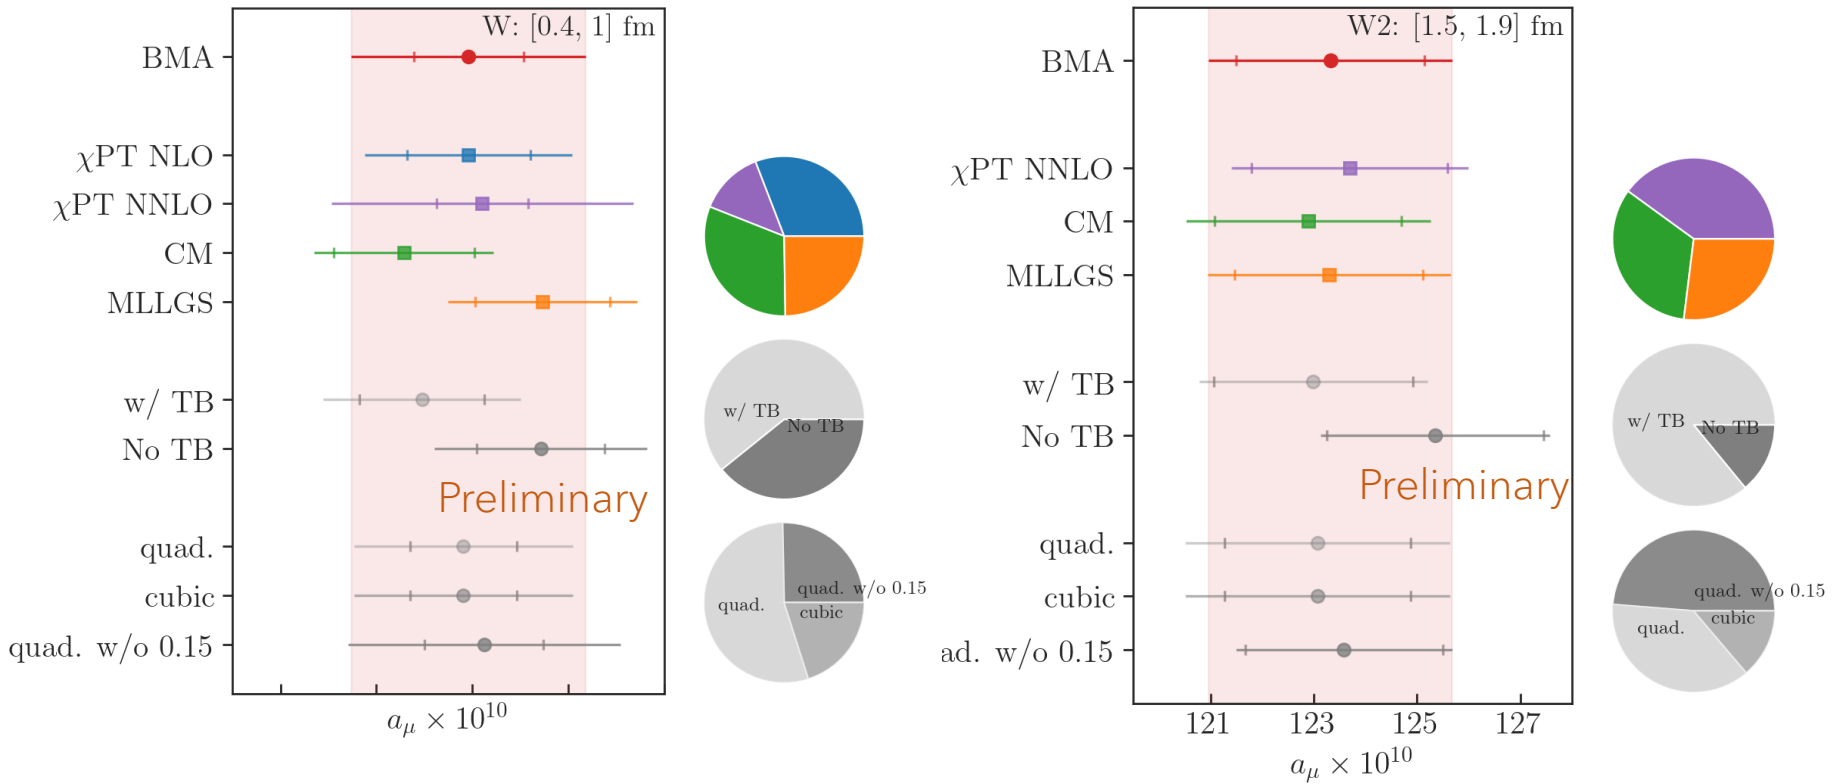 W: [0.4, 1] fm
BMA
χPT NLO
χPT NNLO
CM
MLLGS
w/ TB
No TB
Preliminary
quad.
cubic
quad. w/o 0.15
a_μ × 10^10
w/ TB
No TB
quad. w/o 0.15
quad.
cubic
W2: [1.5, 1.9] fm
BMA
χPT NNLO
CM
MLLGS
w/ TB
No TB
Preliminary
quad.
cubic
ad. w/o 0.15
121 123 125 127
a_μ × 10^10
w/ TB
No TB
quad. w/o 0.15
cubic
quad.